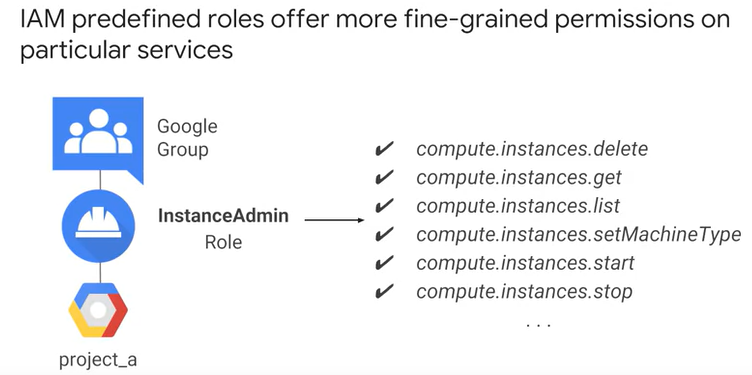 IAM predefined roles offer more fine-grained permissions on
particular services
Google
Group
InstanceAdmin
Role
project_a
✔ compute.instances.delete
✔ compute.instances.get
✔ compute.instances.list
✔ compute.instances.setMachineType
✔ compute.instances.start
✔ compute.instances.stop
. . .